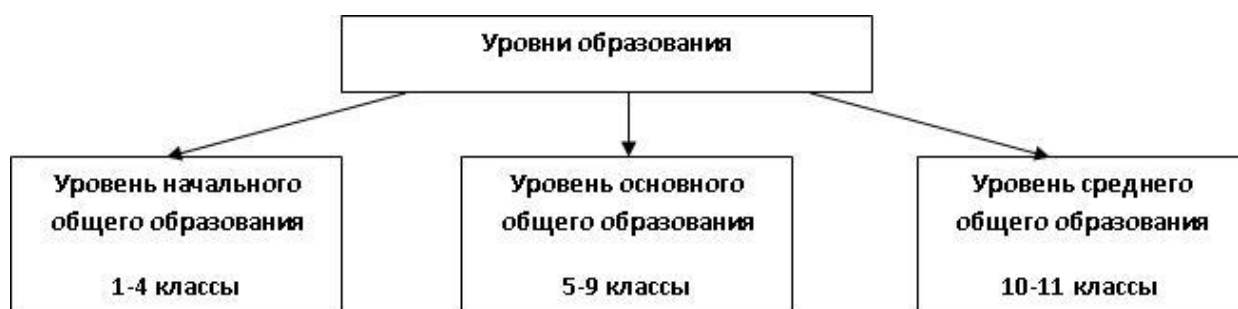 Уровни образования
Уровень начального
общего образования
1-4 классы
Уровень основного
общего образования
5-9 классы
Уровень среднего
общего образования
10-11 классы